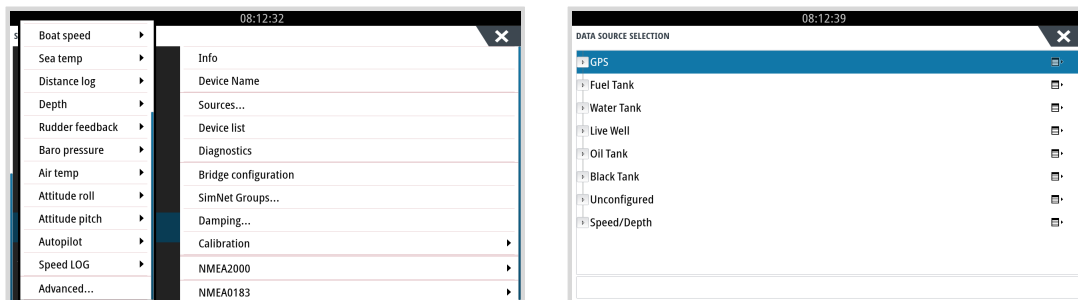 08:12:32
S
Boat speed
Sea temp
Distance log
Depth
Rudder feedback
Baro pressure
Air temp
Attitude roll
Attitude pitch
Autopilot
Speed LOG
Advanced...
Info
Device Name
Sources...
Device list
Diagnostics
Bridge configuration
SimNet Groups...
Damping...
Calibration
NMEA2000
NMEA0183
08:12:39
DATA SOURCE SELECTION
GPS
Fuel Tank
Water Tank
Live Well
Oil Tank
Black Tank
Unconfigured
Speed/Depth